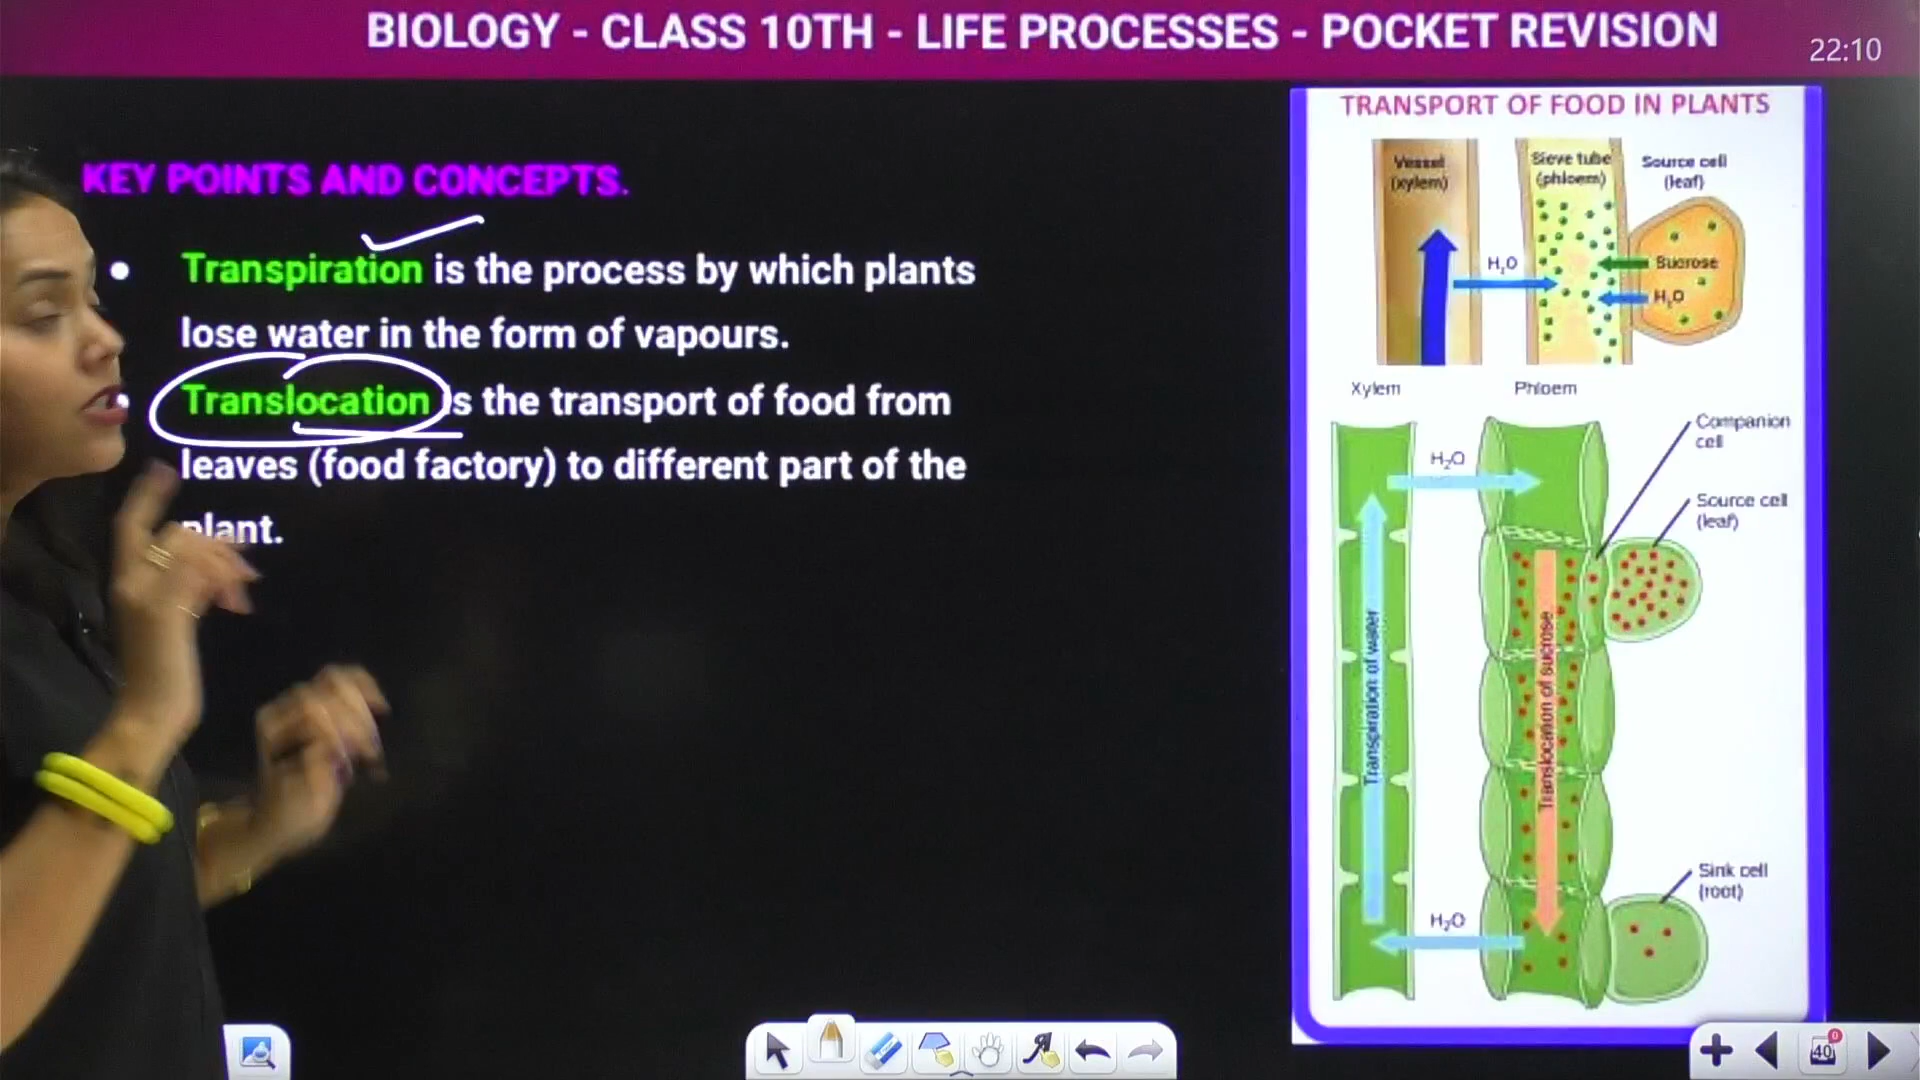 BIOLOGY - CLASS 10TH - LIFE PROCESSES - POCKET REVISION
22:10
KEY POINTS AND CONCEPTS.
Transpiration is the process by which plants
lose water in the form of vapours.
Translocation is the transport of food from
leaves (food factory) to different part of the
plant.
TRANSPORT OF FOOD IN PLANTS
Vessel
(xylem)
Sieve tube
(phloem)
Source cell
(leaf)
H₂O
Sucrose
H₂O
Xylem
Phloem
Companion
cell
H₂O
Source cell
(leaf)
Transpiration of water
Translocation of sucrose
Sink cell
(root)
H₂O
40
0